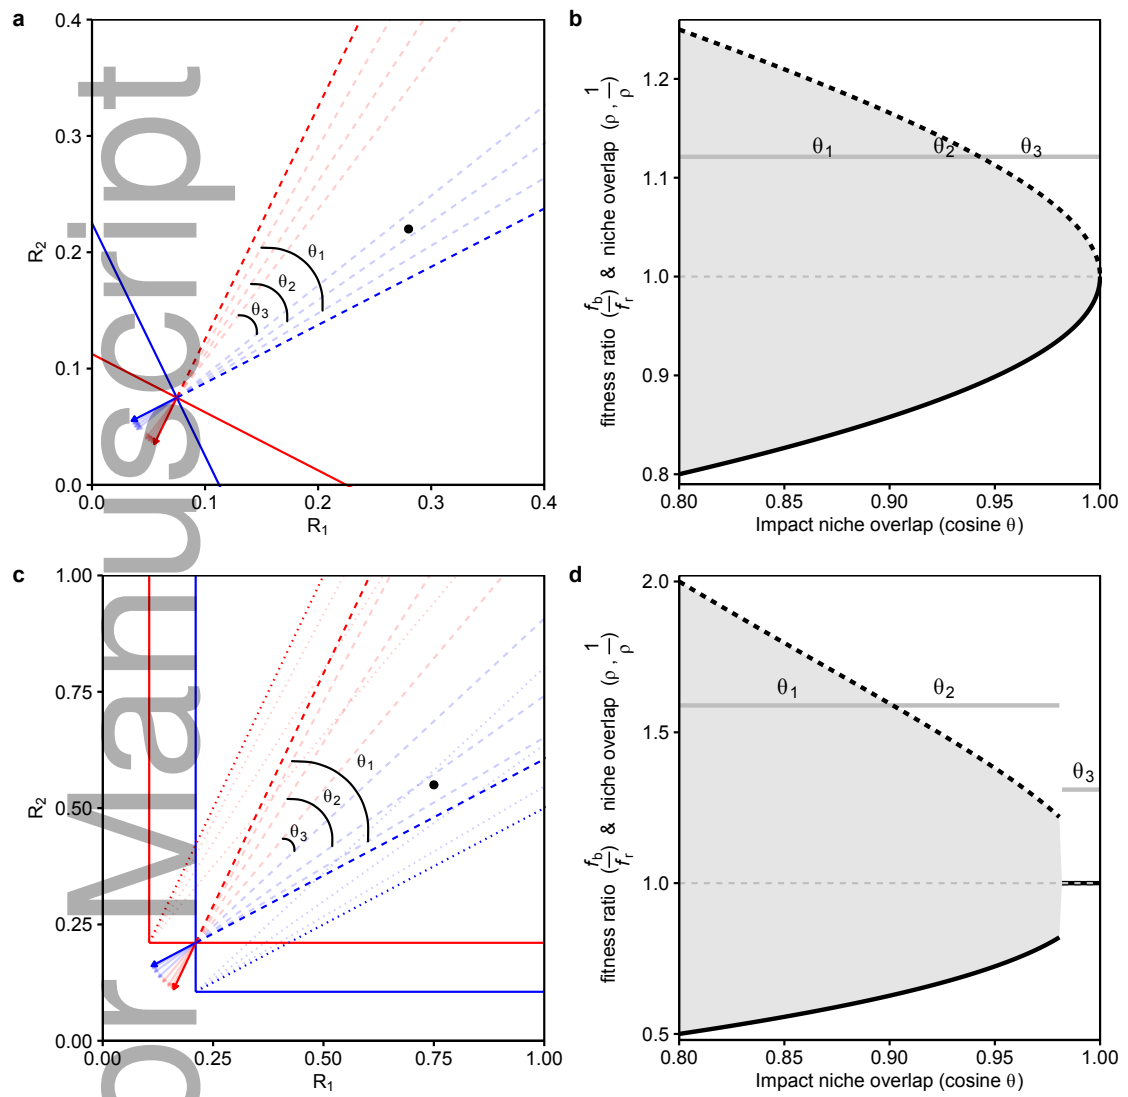 a
0.4
0.3
0.2
0.1
0.0
R2
θ1
θ2
θ3
0.0 0.1 0.2 0.3 0.4
R1
b
1.2
1.1
1.0
0.9
0.8
fitness ratio (fb/fr) & niche overlap (ρ, 1/ρ)
θ1 θ2 θ3
0.80 0.85 0.90 0.95 1.00
Impact niche overlap (cosine θ)
c
1.00
0.75
0.50
0.25
0.00
R2
θ1
θ2
θ3
0.00 0.25 0.50 0.75 1.00
R1
d
2.0
1.5
1.0
0.5
fitness ratio (fb/fr) & niche overlap (ρ, 1/ρ)
θ1 θ2
θ3
0.80 0.85 0.90 0.95 1.00
Impact niche overlap (cosine θ)
r Manuscript